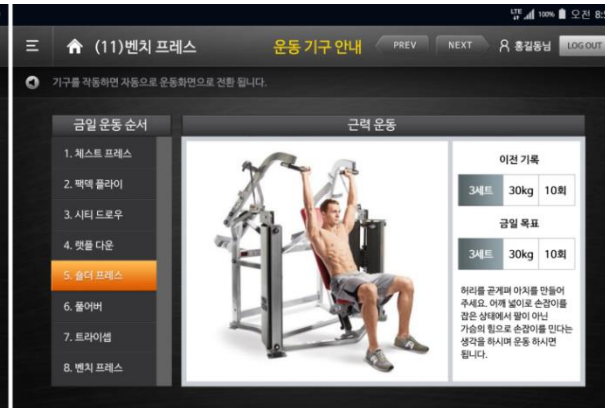 LTE 100% 오전 8:5
(11)벤치 프레스
운동 기구 안내
PREV
NEXT
홍길동님
LOG OUT
기구를 작동하면 자동으로 운동화면으로 전환 됩니다.
금일 운동 순서
1. 체스트 프레스
2. 팩덱 플라이
3. 시티 드로우
4. 랫풀 다운
5. 숄더 프레스
6. 풀어버
7. 트라이셉
8. 벤치 프레스
근력 운동
이전 기록
3세트 30kg 10회
금일 목표
3세트 30kg 10회
허리를 곧게펴 아치를 만들어
주세요. 어깨 넓이로 손잡이를
잡은 상태에서 팔이 아닌
가슴의 힘으로 손잡이를 민다는
생각을 하시며 운동 하시면
됩니다.